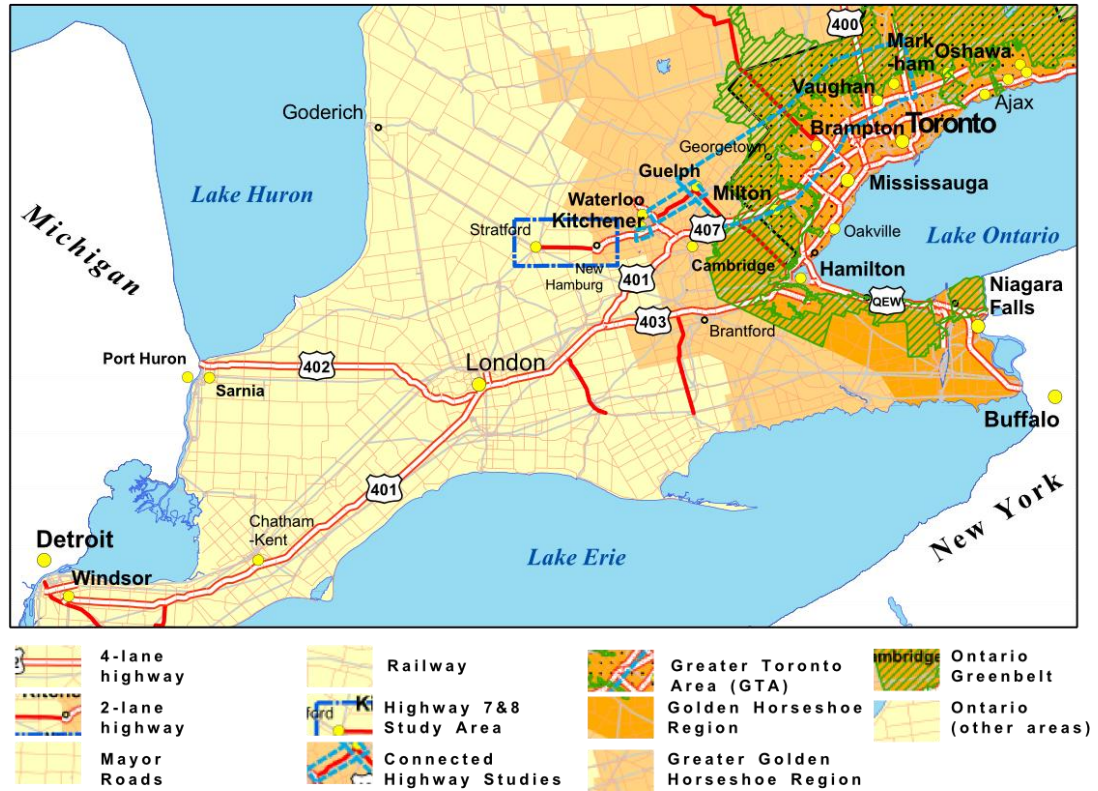 400
Mark
-ham
Oshawa
Vaughan
Ajax
Goderich
Brampton
Toronto
Georgetown
Lake Huron
Guelph
Milton
Mississauga
Waterloo
Kitchener
Michigan
Stratford
407
Oakville
Lake Ontario
New
Hamburg
401
Cambridge
Hamilton
QEW
Niagara
Falls
403
Brantford
Port Huron
402
London
Sarnia
Buffalo
401
Chatham
-Kent
New York
Detroit
Lake Erie
Windsor
4-lane
highway
Railway
Greater Toronto
Area (GTA)
mbridge
Ontario
Greenbelt
2-lane
highway
ford
K
Highway 7&8
Study Area
Golden Horseshoe
Region
Ontario
(other areas)
Mayor
Roads
Connected
Highway Studies
Greater Golden
Horseshoe Region